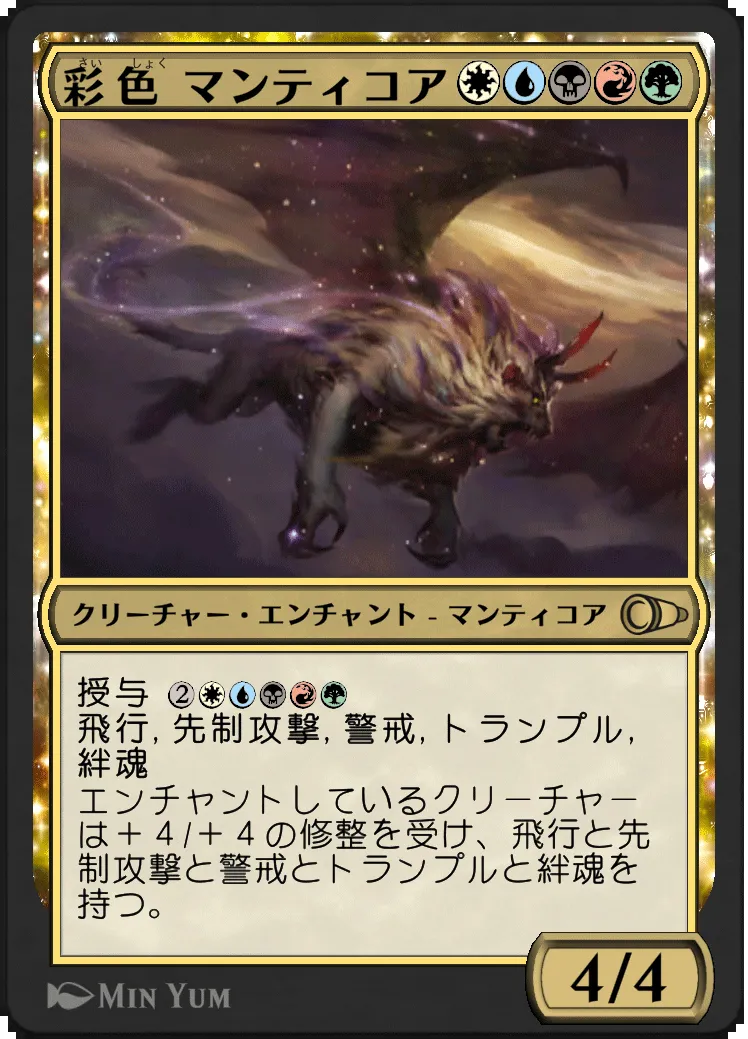 さい しょく
彩色 マンティコア
クリーチャー・エンチャント - マンティコア
授与 2
飛行, 先制攻撃, 警戒, トランプル,
絆魂
エンチャントしているクリーチャー
は＋４/＋４の修整を受け、飛行と先
制攻撃と警戒とトランプルと絆魂を
持つ。
4/4
MIN YUM